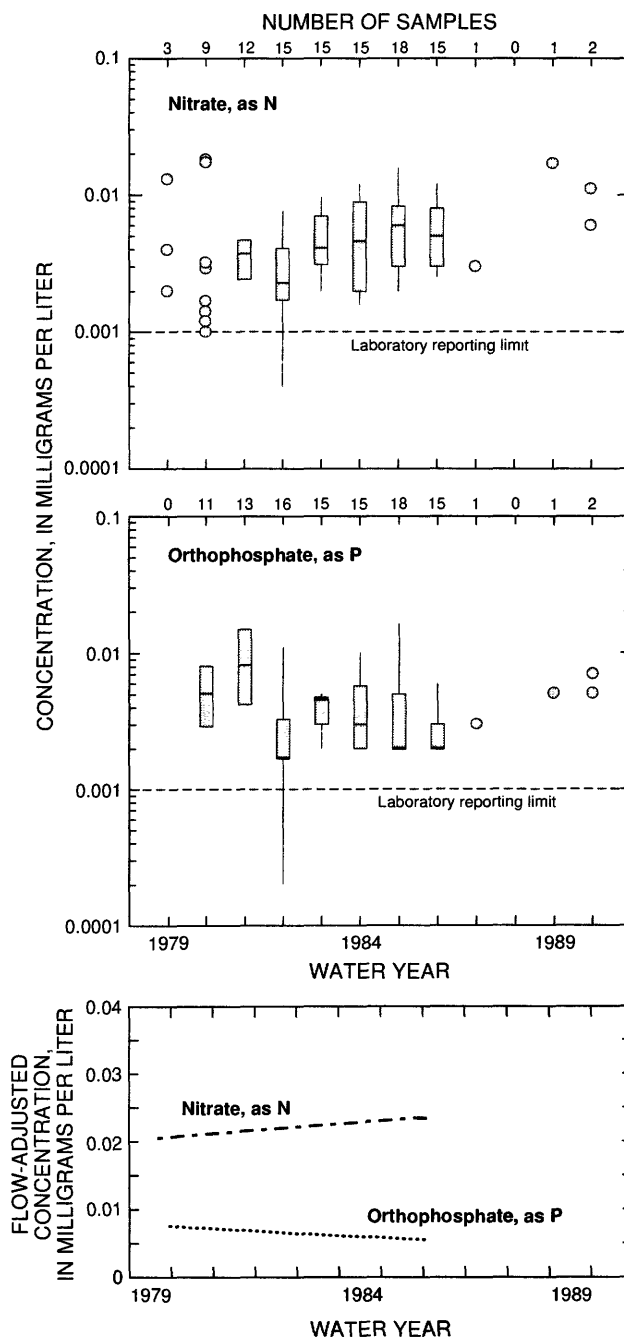 NUMBER OF SAMPLES
3 9 12 15 15 15 18 15 1 0 1 2
0.1
Nitrate, as N
0.01
0.001
Laboratory reporting limit
0.0001
CONCENTRATION, IN MILLIGRAMS PER LITER
0 11 13 16 15 15 18 15 1 0 1 2
0.1
Orthophosphate, as P
0.01
0.001
Laboratory reporting limit
0.0001
1979 1984 1989
WATER YEAR
FLOW-ADJUSTED
CONCENTRATION,
IN MILLIGRAMS PER LITER
0.04
0.03
Nitrate, as N
0.02
0.01
Orthophosphate, as P
0
1979 1984 1989
WATER YEAR